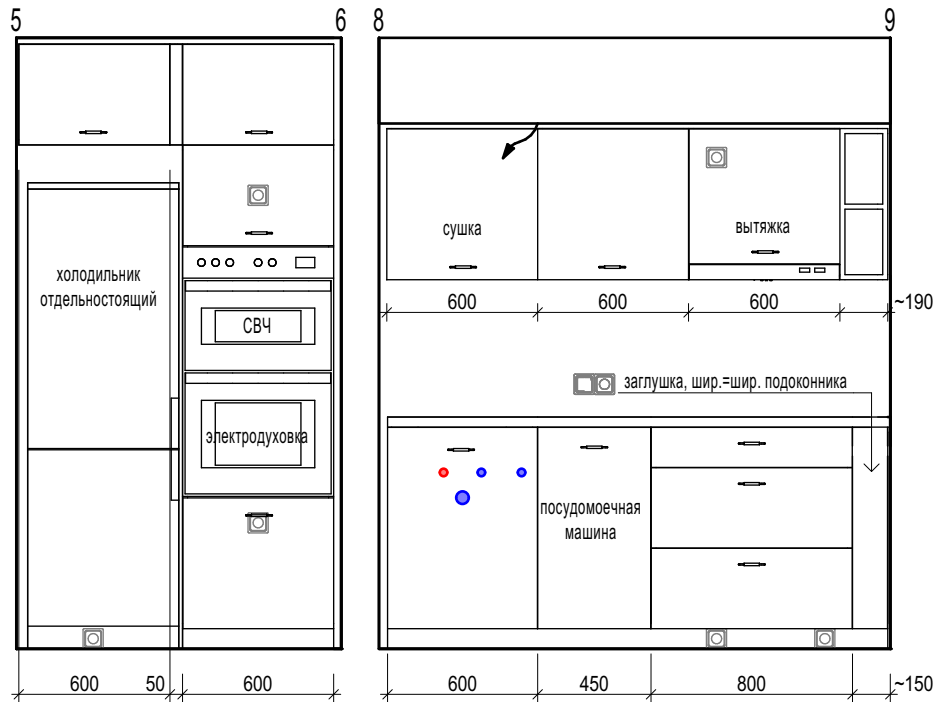 5
6
8
9
холодильник
отдельностоящий
СВЧ
электродуховка
600
50
600
сушка
вытяжка
600
600
600
~190
заглушка, шир.=шир. подоконника
посудомоечная
машина
600
450
800
~150